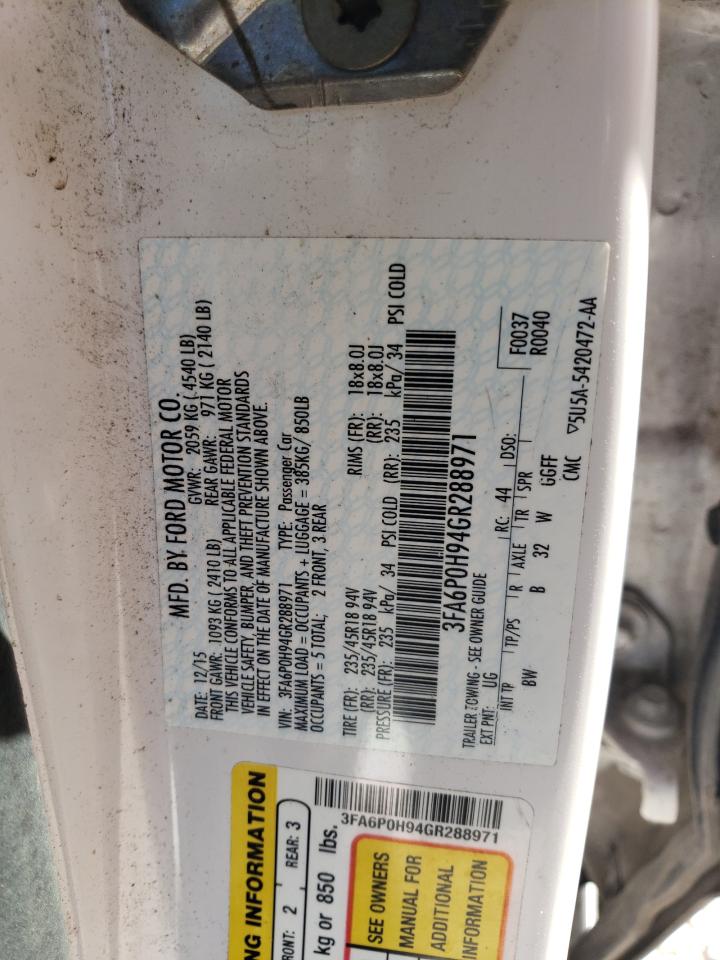 MFD. BY FORD MOTOR CO.
DATE: 12/15 GVWR: 2059 KG ( 4540 LB)
FRONT GAWR: 1093 KG ( 2410 LB) REAR GAWR: 971 KG ( 2140 LB)
THIS VEHICLE CONFORMS TO ALL APPLICABLE FEDERAL MOTOR
VEHICLE SAFETY, BUMPER, AND THEFT PREVENTION STANDARDS
IN EFFECT ON THE DATE OF MANUFACTURE SHOWN ABOVE.
VIN: 3FA6P0H94GR288971 TYPE: Passenger Car
MAXIMUM LOAD = OCCUPANTS + LUGGAGE = 385KG/ 850LB
OCCUPANTS = 5 TOTAL; 2 FRONT, 3 REAR
TIRE (FR): 235/45R18 94V RIMS (FR): 18x8.0J
(RR): 235/45R18 94V (RR): 18x8.0J
PRESSURE (FR): 235 kPa/ 34 PSI COLD (RR): 235 kPa/ 34 PSI COLD
3FA6P0H94GR288971
TRAILER TOWING - SEE OWNER GUIDE
EXT PNT: UG RC: 44 DSO: F0037
R0040
INT TR TP/PS R AXLE TR SPR
BW B 32 W GGFF
CMC ▽5U5A-5420472-AA
NG INFORMATION
FRONT: 2 REAR: 3
kg or 850 lbs.
3FA6P0H94GR288971
SEE OWNERS
MANUAL FOR
ADDITIONAL
INFORMATION